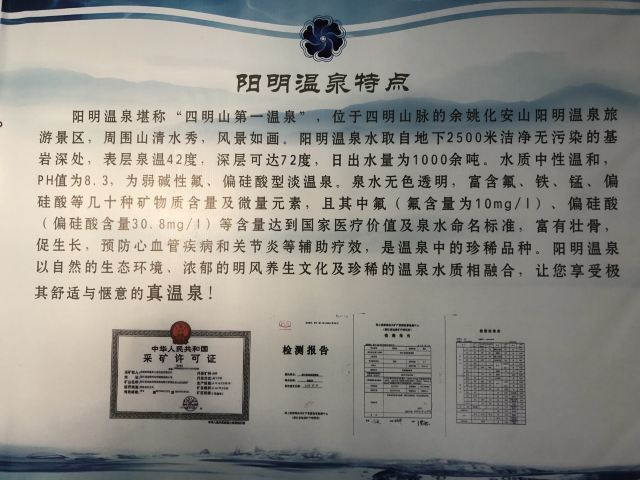 阳明温泉特点
阳明温泉堪称“四明山第一温泉”，位于四明山脉的余姚化安山阳明温泉旅
游景区，周围山清水秀，风景如画。阳明温泉水取自地下2500米洁净无污染的基
岩深处，表层泉温42度，深层可达72度，日出水量为1000余吨。水质中性温和，
PH值为8.3，为弱碱性氟、偏硅酸型淡温泉。泉水无色透明，富含氟、铁、锰、偏
硅酸等几十种矿物质含量及微量元素，且其中氟（氟含量为10mg/l）、偏硅酸
（偏硅酸含量30.8mg/l）等含量达到国家医疗价值及泉水命名标准，富有壮骨，
促生长，预防心血管疾病和关节炎等辅助疗效，是温泉中的珍稀品种。阳明温泉
以自然的生态环境、浓郁的明风养生文化及珍稀的温泉水质相融合，让您享受极
其舒适与惬意的真温泉！
中华人民共和国
采矿许可证
检测报告
检测报告
检测报告